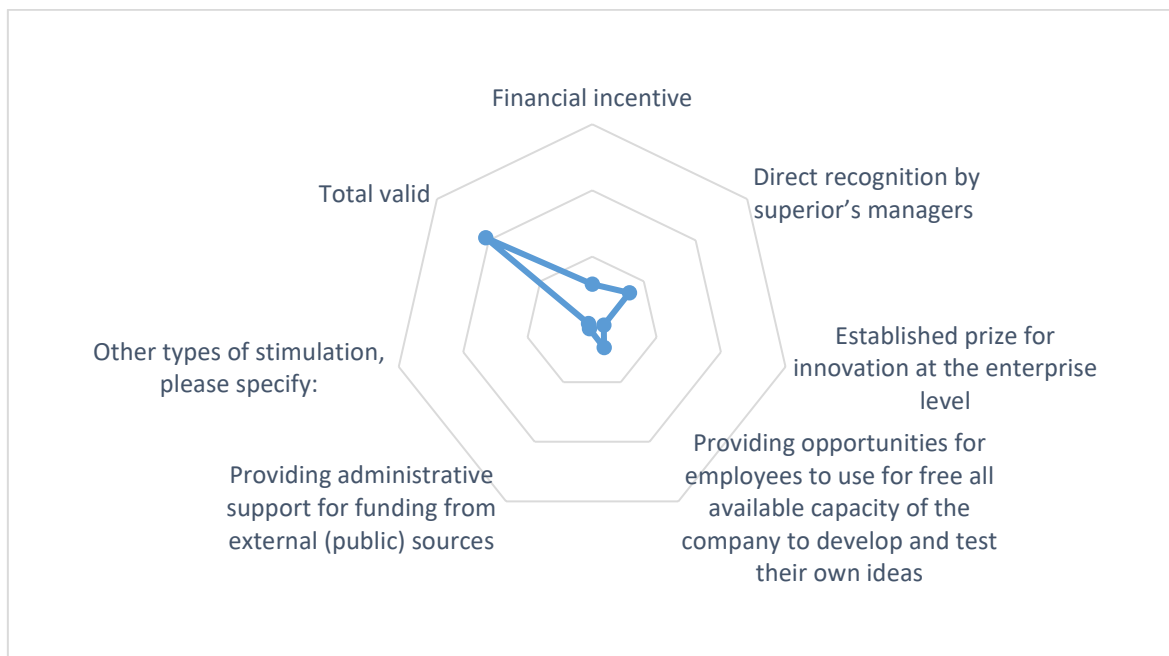 Financial incentive
Direct recognition by
superior’s managers
Established prize for
innovation at the enterprise
level
Providing opportunities for
employees to use for free all
available capacity of the
company to develop and test
their own ideas
Providing administrative
support for funding from
external (public) sources
Other types of stimulation,
please specify:
Total valid